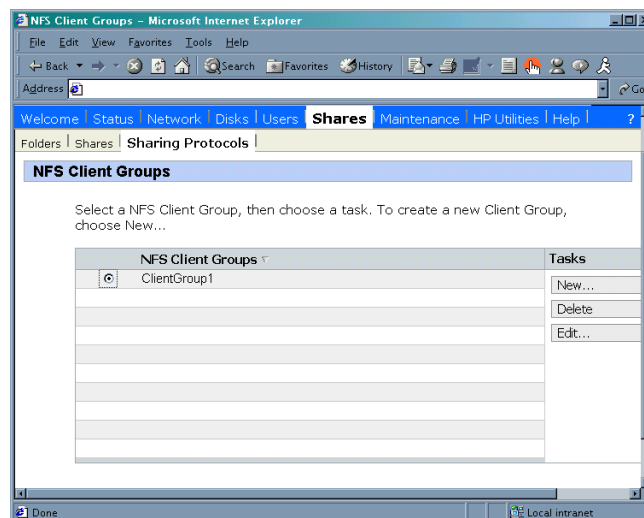 NFS Client Groups - Microsoft Internet Explorer
File Edit View Favorites Tools Help
Back Search Favorites History
Address Go
Welcome Status Network Disks Users Shares Maintenance HP Utilities Help ?
Folders Shares Sharing Protocols
NFS Client Groups
Select a NFS Client Group, then choose a task. To create a new Client Group,
choose New...
NFS Client Groups Tasks
ClientGroup1
New...
Delete
Edit...
Done Local intranet